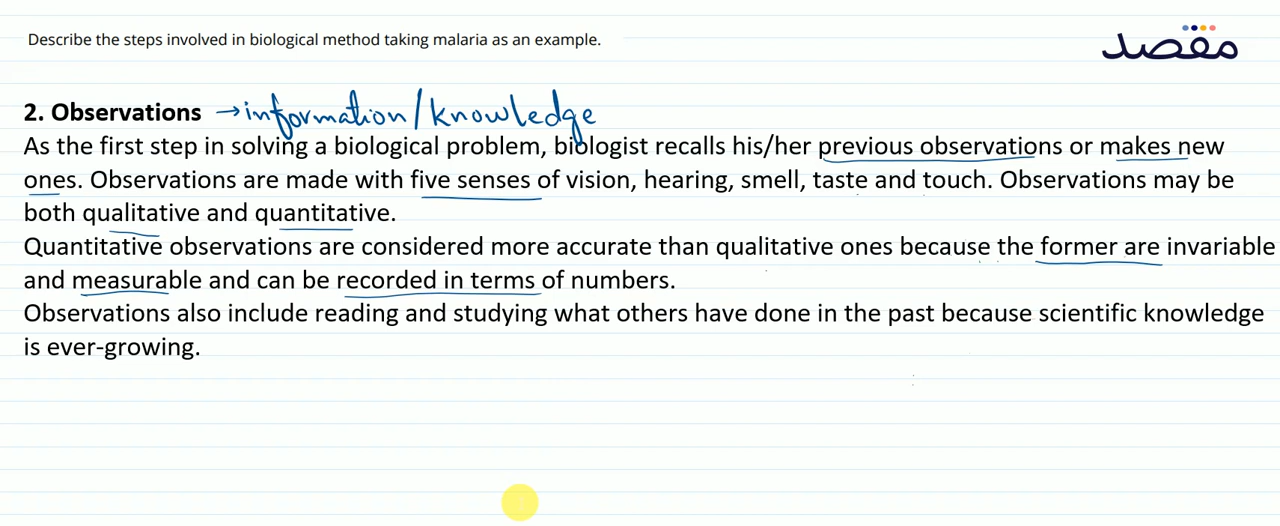 Describe the steps involved in biological method taking malaria as an example.
مقصد
2. Observations → information/knowledge
As the first step in solving a biological problem, biologist recalls his/her previous observations or makes new
ones. Observations are made with five senses of vision, hearing, smell, taste and touch. Observations may be
both qualitative and quantitative.
Quantitative observations are considered more accurate than qualitative ones because the former are invariable
and measurable and can be recorded in terms of numbers.
Observations also include reading and studying what others have done in the past because scientific knowledge
is ever-growing.